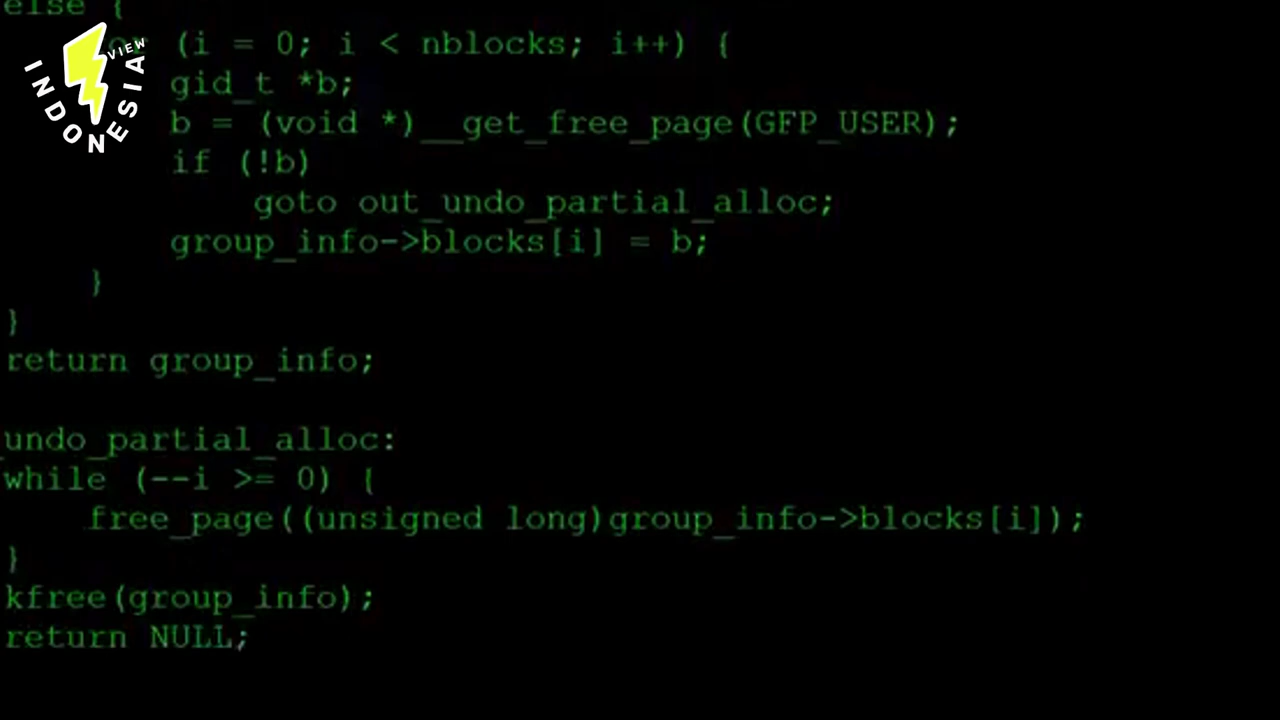 else {
for (i = 0; i < nblocks; i++) {
gid_t *b;
b = (void *)__get_free_page(GFP_USER);
if (!b)
goto out_undo_partial_alloc;
group_info->blocks[i] = b;
}
}
return group_info;
undo_partial_alloc:
while (--i >= 0) {
free_page((unsigned long)group_info->blocks[i]);
}
kfree(group_info);
return NULL;
INDONESIA
VIEW